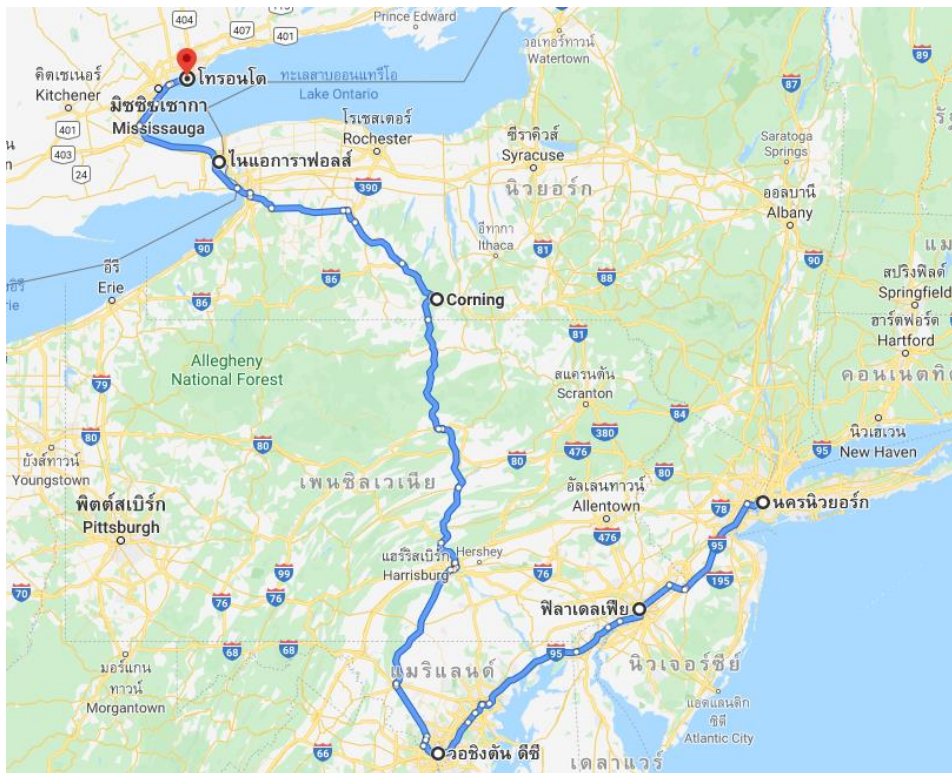 404
407
401
Prince Edward
วอเทอร์ทาวน์
Watertown
87
89
โทรอนโต
ทะเลสาบออนแทรีโอ
Lake Ontario
คิตเชเนอร์
Kitchener
มิซซิซเซากา
Mississauga
401
403
24
โรเชสเตอร์
Rochester
ซีราคิวส์
Syracuse
Saratoga
Springs
ไนแอการาฟอลส์
390
นิวยอร์ก
ออลบานี
Albany
อีทากา
Ithaca
81
90
90
88
แม
อีรี
Erie
86
86
Corning
สปริงฟิลด์
Springfield
81
ฮาร์ตฟอร์ด
Hartford
Allegheny
National Forest
79
สแครนตัน
Scranton
84
คอนเนตทิ
380
476
80
ยังส์ทาวน์
Youngstown
80
80
80
95
นิวเฮเวน
New Haven
เพนซิลเวเนีย
อัลเลนทาวน์
Allentown
78
นครนิวยอร์ก
พิตต์สเบิร์ก
Pittsburgh
476
95
แฮร์ริสเบิร์ก
Harrisburg
Hershey
99
76
195
70
76
76
ฟิลาเดลเฟีย
มอร์แกน
ทาวน์
Morgantown
68
68
95
แมริแลนด์
นิวเจอร์ซีย์
แอตแลนติก
ซิตี
Atlantic City
66
วอชิงตัน ดีซี
เดลาแวร์